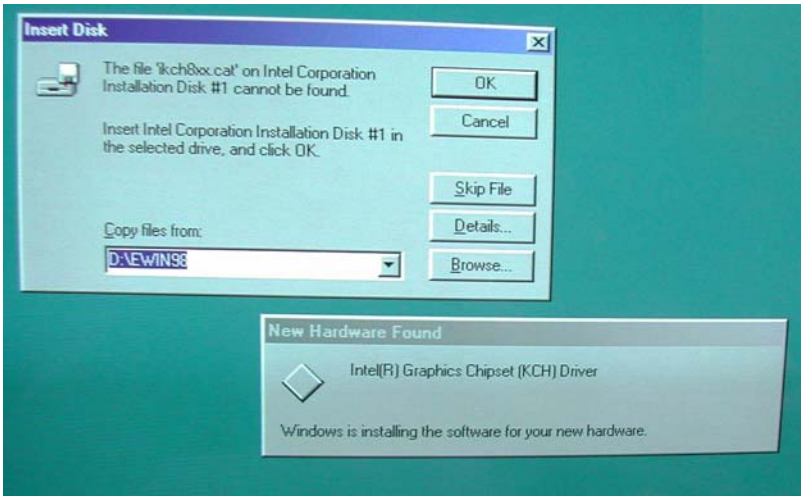 Insert Disk
The file 'ikch8xx.cat' on Intel Corporation
Installation Disk #1 cannot be found.
Insert Intel Corporation Installation Disk #1 in
the selected drive, and click OK.
OK
Cancel
Skip File
Details...
Browse...
Copy files from:
D:\EWIN98
New Hardware Found
Intel(R) Graphics Chipset (KCH) Driver
Windows is installing the software for your new hardware.